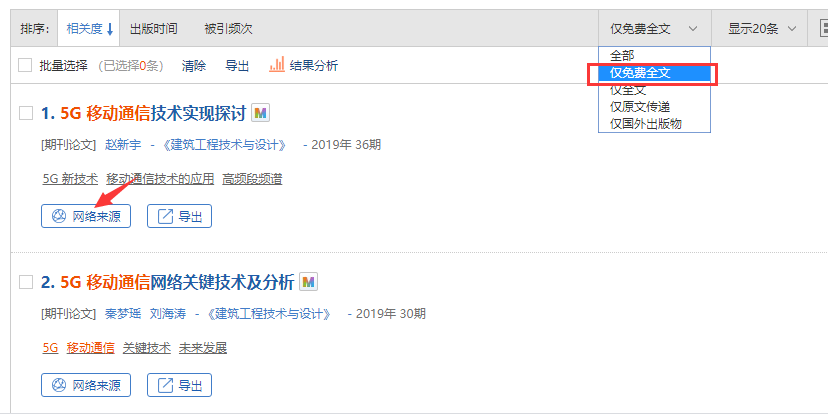 排序: 相关度 出版时间 被引频次 仅免费全文 显示20条
批量选择 (已选择0条) 清除 导出 结果分析
全部
仅免费全文
仅全文
仅原文传递
仅国外出版物
1. 5G 移动通信技术实现探讨 M
[期刊论文] 赵新宇 - 《建筑工程技术与设计》 - 2019年 36期
5G 新技术 移动通信技术的应用 高频段频谱
网络来源 导出
2. 5G 移动通信网络关键技术及分析 M
[期刊论文] 秦梦瑶 刘海涛 - 《建筑工程技术与设计》 - 2019年 30期
5G 移动通信 关键技术 未来发展
网络来源 导出